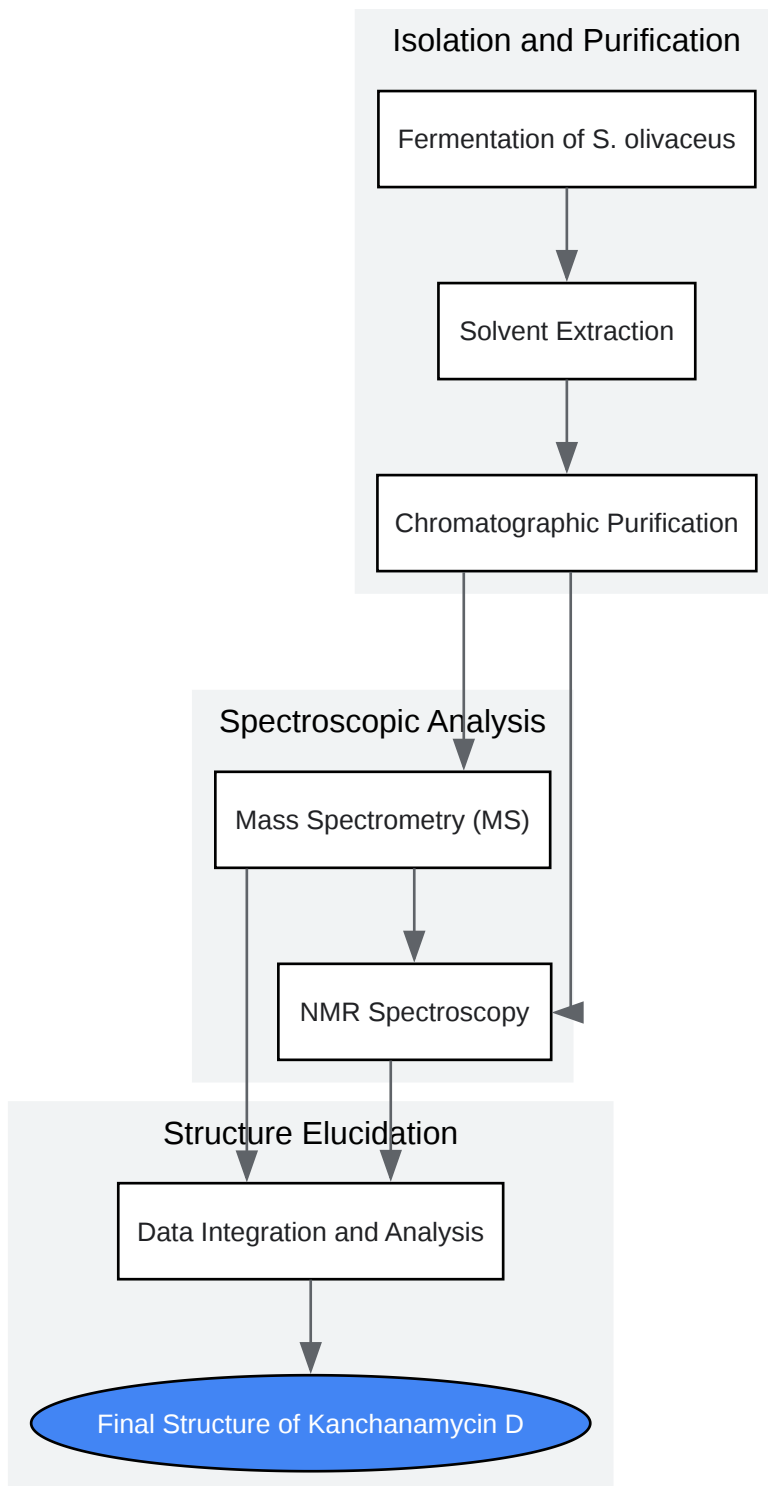 Isolation and Purification
Fermentation of S. olivaceus
Solvent Extraction
Chromatographic Purification
Spectroscopic Analysis
Mass Spectrometry (MS)
NMR Spectroscopy
Structure Elucidation
Data Integration and Analysis
Final Structure of Kanchanamycin D